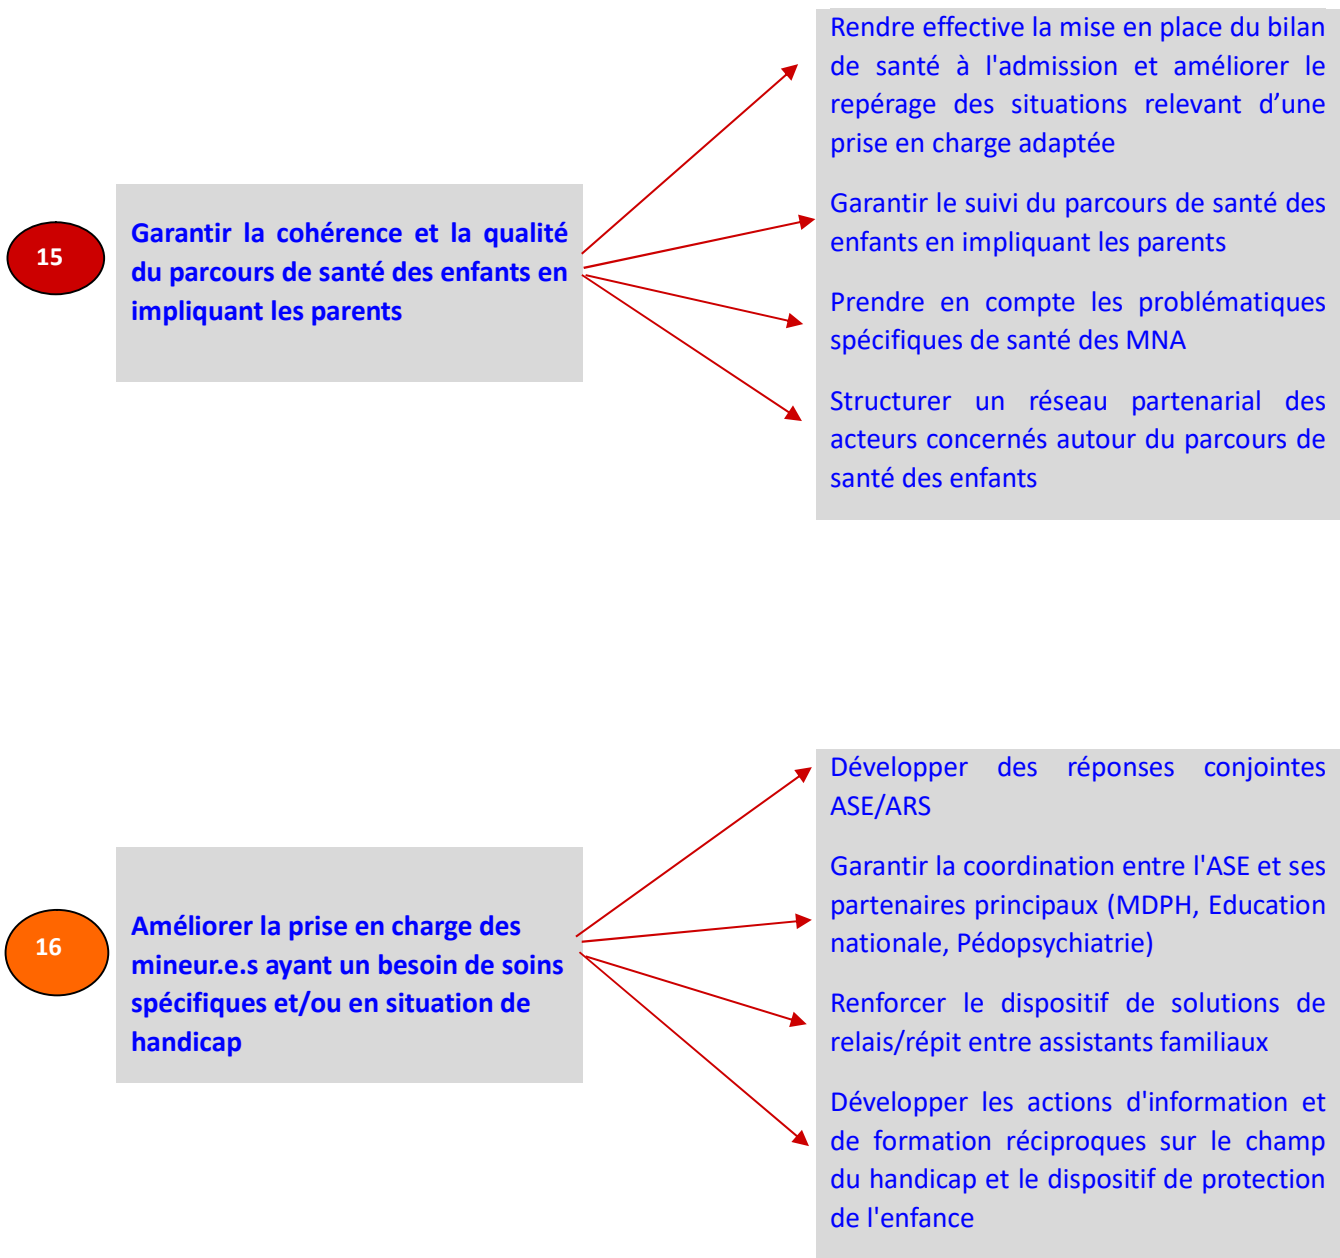 15
Garantir la cohérence et la qualité
du parcours de santé des enfants en
impliquant les parents
Rendre effective la mise en place du bilan
de santé à l'admission et améliorer le
repérage des situations relevant d’une
prise en charge adaptée
Garantir le suivi du parcours de santé des
enfants en impliquant les parents
Prendre en compte les problématiques
spécifiques de santé des MNA
Structurer un réseau partenarial des
acteurs concernés autour du parcours de
santé des enfants
16
Améliorer la prise en charge des
mineur.e.s ayant un besoin de soins
spécifiques et/ou en situation de
handicap
Développer des réponses conjointes
ASE/ARS
Garantir la coordination entre l'ASE et ses
partenaires principaux (MDPH, Education
nationale, Pédopsychiatrie)
Renforcer le dispositif de solutions de
relais/répit entre assistants familiaux
Développer les actions d'information et
de formation réciproques sur le champ
du handicap et le dispositif de protection
de l'enfance